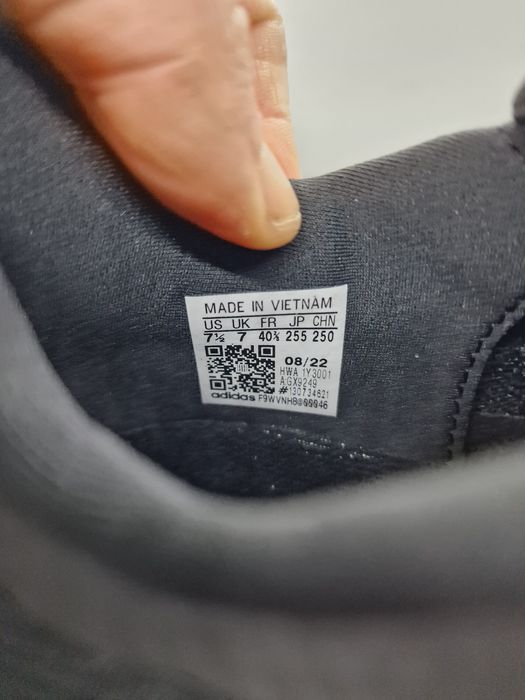 MADE IN VIETNAM
US UK FR JP CHN
7½ 7 40⅔ 255 250
08/22
HWA 1Y3001
AGX9249
#130734621
adidas